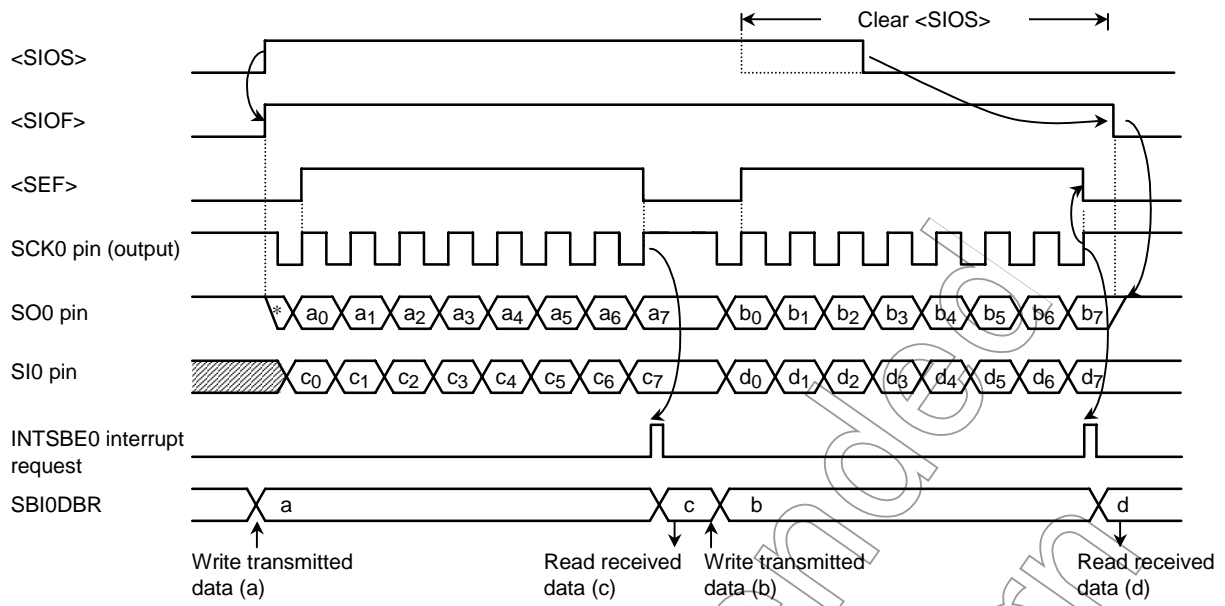 Clear <SIOS>
<SIOS>
<SIOF>
<SEF>
SCK0 pin (output)
SO0 pin
* a0 a1 a2 a3 a4 a5 a6 a7 b0 b1 b2 b3 b4 b5 b6 b7
SI0 pin
c0 c1 c2 c3 c4 c5 c6 c7 d0 d1 d2 d3 d4 d5 d6 d7
INTSBE0 interrupt
request
SBI0DBR
a c b d
Write transmitted
data (a)
Read received
data (c)
Write transmitted
data (b)
Read received
data (d)